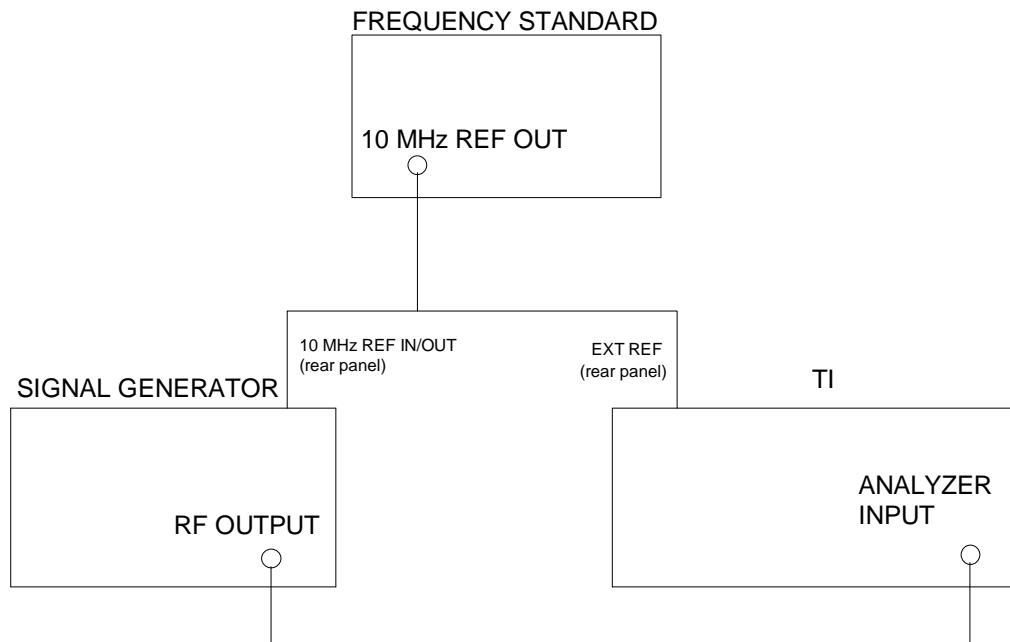 FREQUENCY STANDARD
10 MHz REF OUT
10 MHz REF IN/OUT
(rear panel)
EXT REF
(rear panel)
SIGNAL GENERATOR
TI
RF OUTPUT
ANALYZER
INPUT